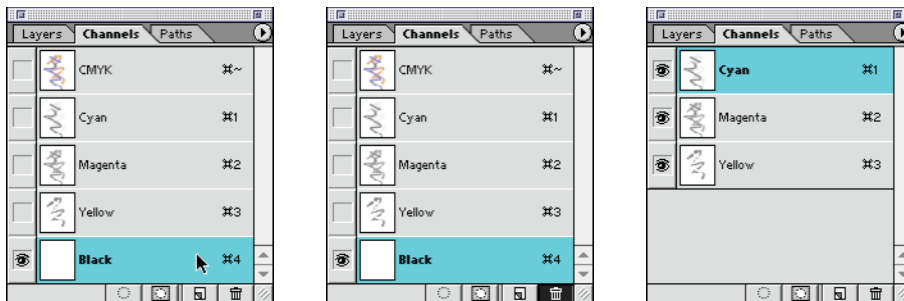 Layers Channels Paths
CMYK ⌘~
Cyan ⌘1
Magenta ⌘2
Yellow ⌘3
Black ⌘4
Layers Channels Paths
CMYK ⌘~
Cyan ⌘1
Magenta ⌘2
Yellow ⌘3
Black ⌘4
Layers Channels Paths
Cyan ⌘1
Magenta ⌘2
Yellow ⌘3